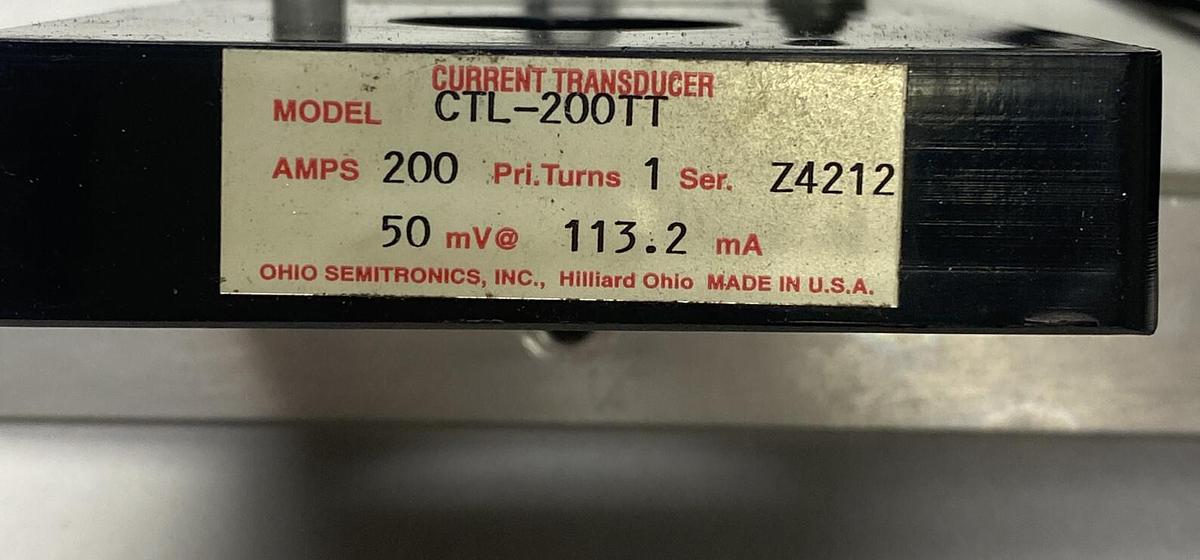 CURRENT TRANSDUCER
MODEL CTL-200TT
AMPS 200 Pri.Turns 1 Ser. Z4212
50 mV@ 113.2 mA
OHIO SEMITRONICS, INC., Hilliard Ohio MADE IN U.S.A.